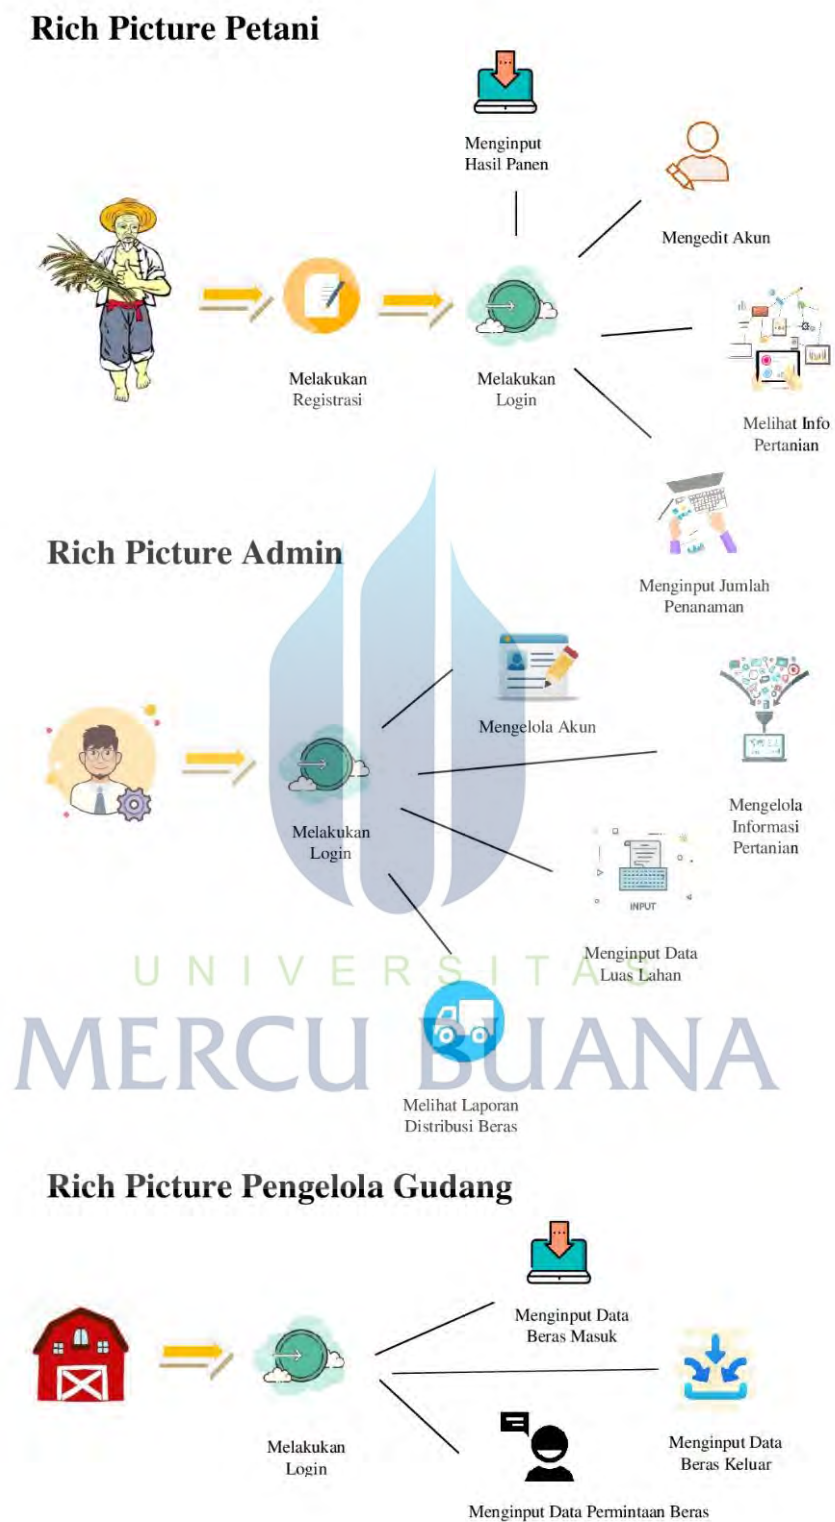 Rich Picture Petani
Menginput
Hasil Panen
Mengedit Akun
Melakukan
Registrasi
Melakukan
Login
Melihat Info
Pertanian
Menginput Jumlah
Penanaman
Rich Picture Admin
Mengelola Akun
Melakukan
Login
Mengelola
Informasi
Pertanian
INPUT
Menginput Data
Luas Lahan
UNIVERSITAS
MERCU BUANA
Melihat Laporan
Distribusi Beras
Rich Picture Pengelola Gudang
Menginput Data
Beras Masuk
Melakukan
Login
Menginput Data
Beras Keluar
Menginput Data Permintaan Beras